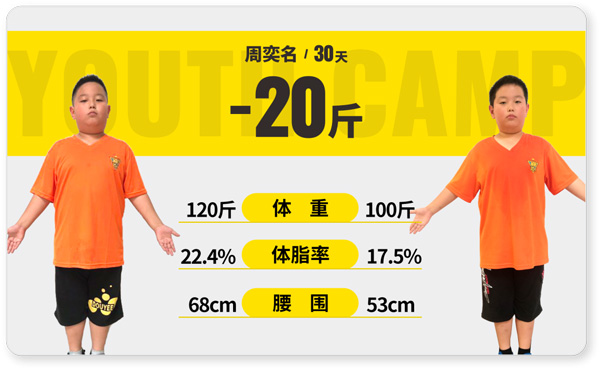 YOUTH CAMP
周奕名 / 30天
-20斤
120斤 体 重 100斤
22.4% 体脂率 17.5%
68cm 腰 围 53cm